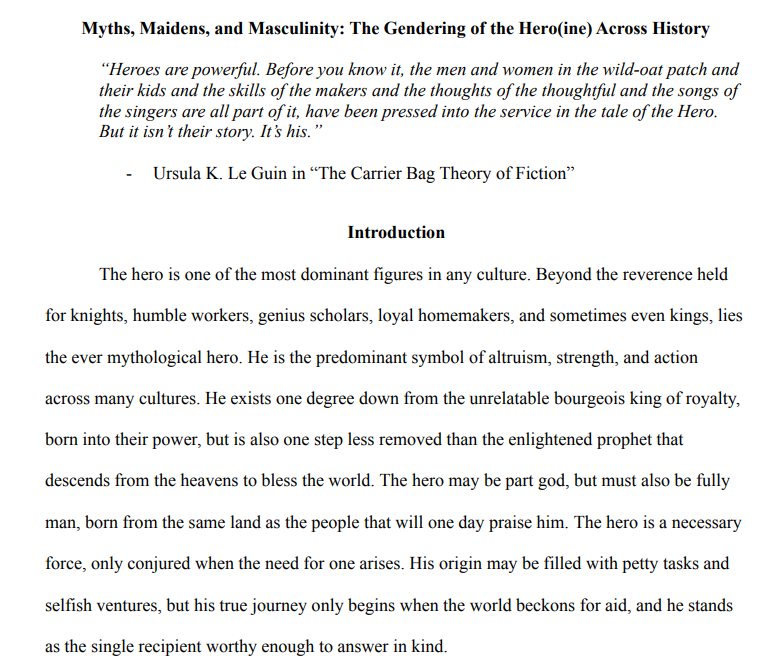 Myths, Maidens, and Masculinity: The Gendering of the Hero(ine) Across History
“Heroes are powerful. Before you know it, the men and women in the wild-oat patch and
their kids and the skills of the makers and the thoughts of the thoughtful and the songs of
the singers are all part of it, have been pressed into the service in the tale of the Hero.
But it isn’t their story. It’s his.”
- Ursula K. Le Guin in “The Carrier Bag Theory of Fiction”
Introduction
The hero is one of the most dominant figures in any culture. Beyond the reverence held
for knights, humble workers, genius scholars, loyal homemakers, and sometimes even kings, lies
the ever mythological hero. He is the predominant symbol of altruism, strength, and action
across many cultures. He exists one degree down from the unrelatable bourgeois king of royalty,
born into their power, but is also one step less removed than the enlightened prophet that
descends from the heavens to bless the world. The hero may be part god, but must also be fully
man, born from the same land as the people that will one day praise him. The hero is a necessary
force, only conjured when the need for one arises. His origin may be filled with petty tasks and
selfish ventures, but his true journey only begins when the world beckons for aid, and he stands
as the single recipient worthy enough to answer in kind.